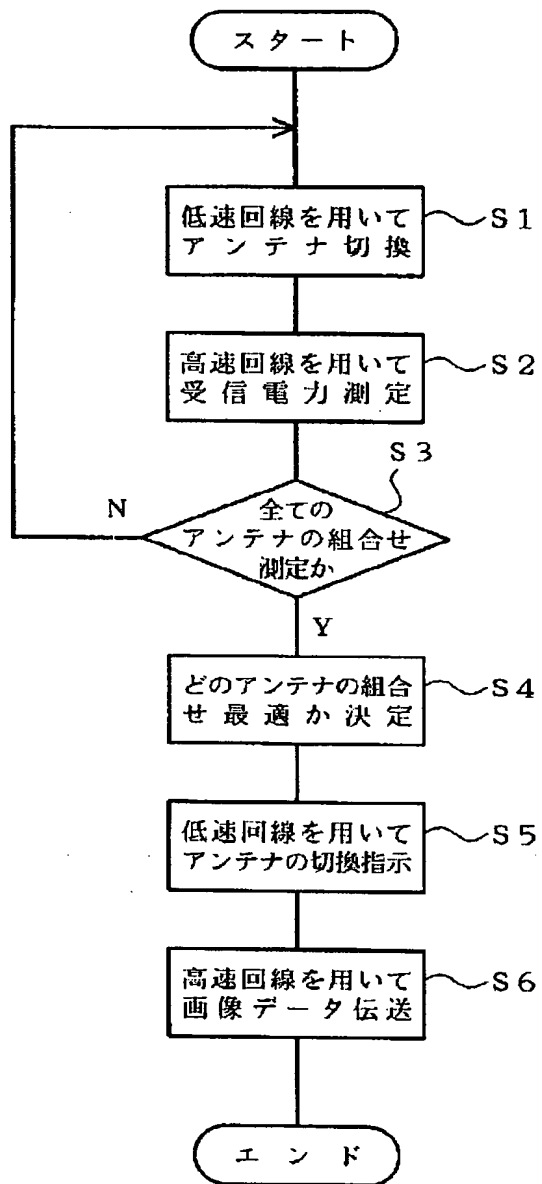 スタート
低速回線を用いて
アンテナ切換
S1
高速回線を用いて
受信電力測定
S2
S3
全ての
アンテナの組合せ
測定か
N
Y
どのアンテナの組合
せ最適か決定
S4
低速回線を用いて
アンテナの切換指示
S5
高速回線を用いて
画像データ伝送
S6
エンド